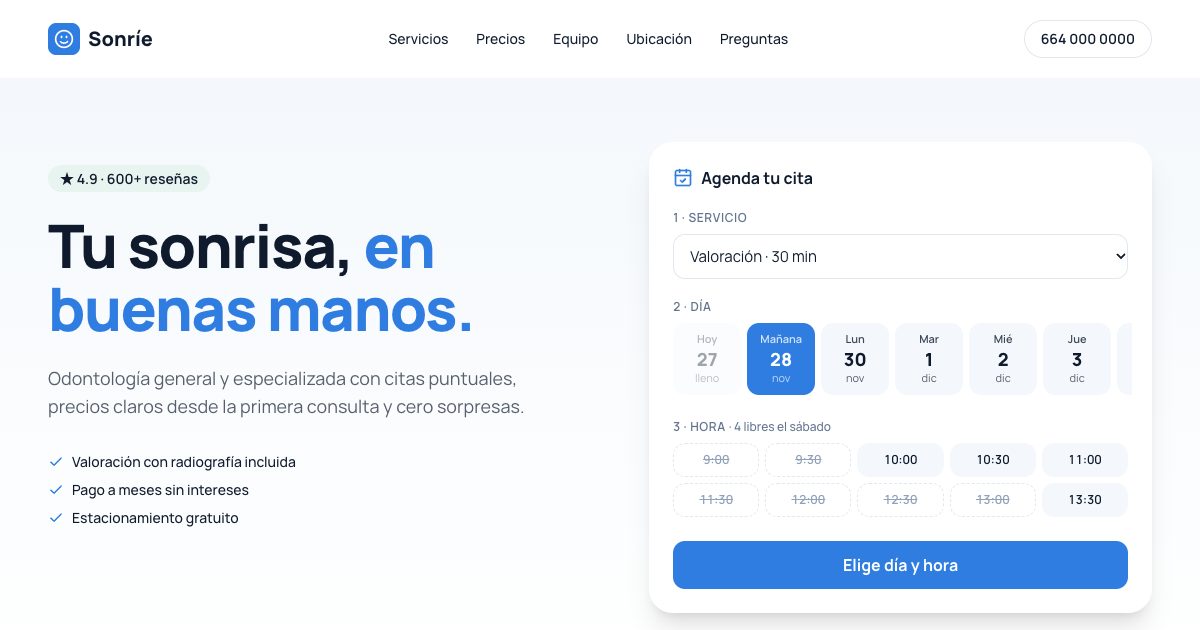 Sonríe
Servicios
Precios
Equipo
Ubicación
Preguntas
664 000 0000
★ 4.9 · 600+ reseñas
Tu sonrisa, en
buenas manos.
Odontología general y especializada con citas puntuales,
precios claros desde la primera consulta y cero sorpresas.
Valoración con radiografía incluida
Pago a meses sin intereses
Estacionamiento gratuito
Agenda tu cita
1 · SERVICIO
Valoración · 30 min
2 · DÍA
Hoy
27
lleno
Mañana
28
nov
Lun
30
nov
Mar
1
dic
Mié
2
dic
Jue
3
dic
3 · HORA · 4 libres el sábado
9:00
9:30
10:00
10:30
11:00
11:30
12:00
12:30
13:00
13:30
Elige día y hora